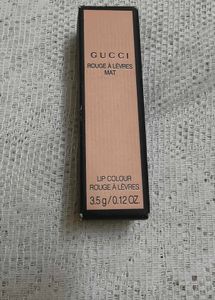 GUCCI
ROUGE À LÈVRES
MAT
LIP COLOUR
ROUGE À LÈVRES
3.5 g/0.12 OZ.